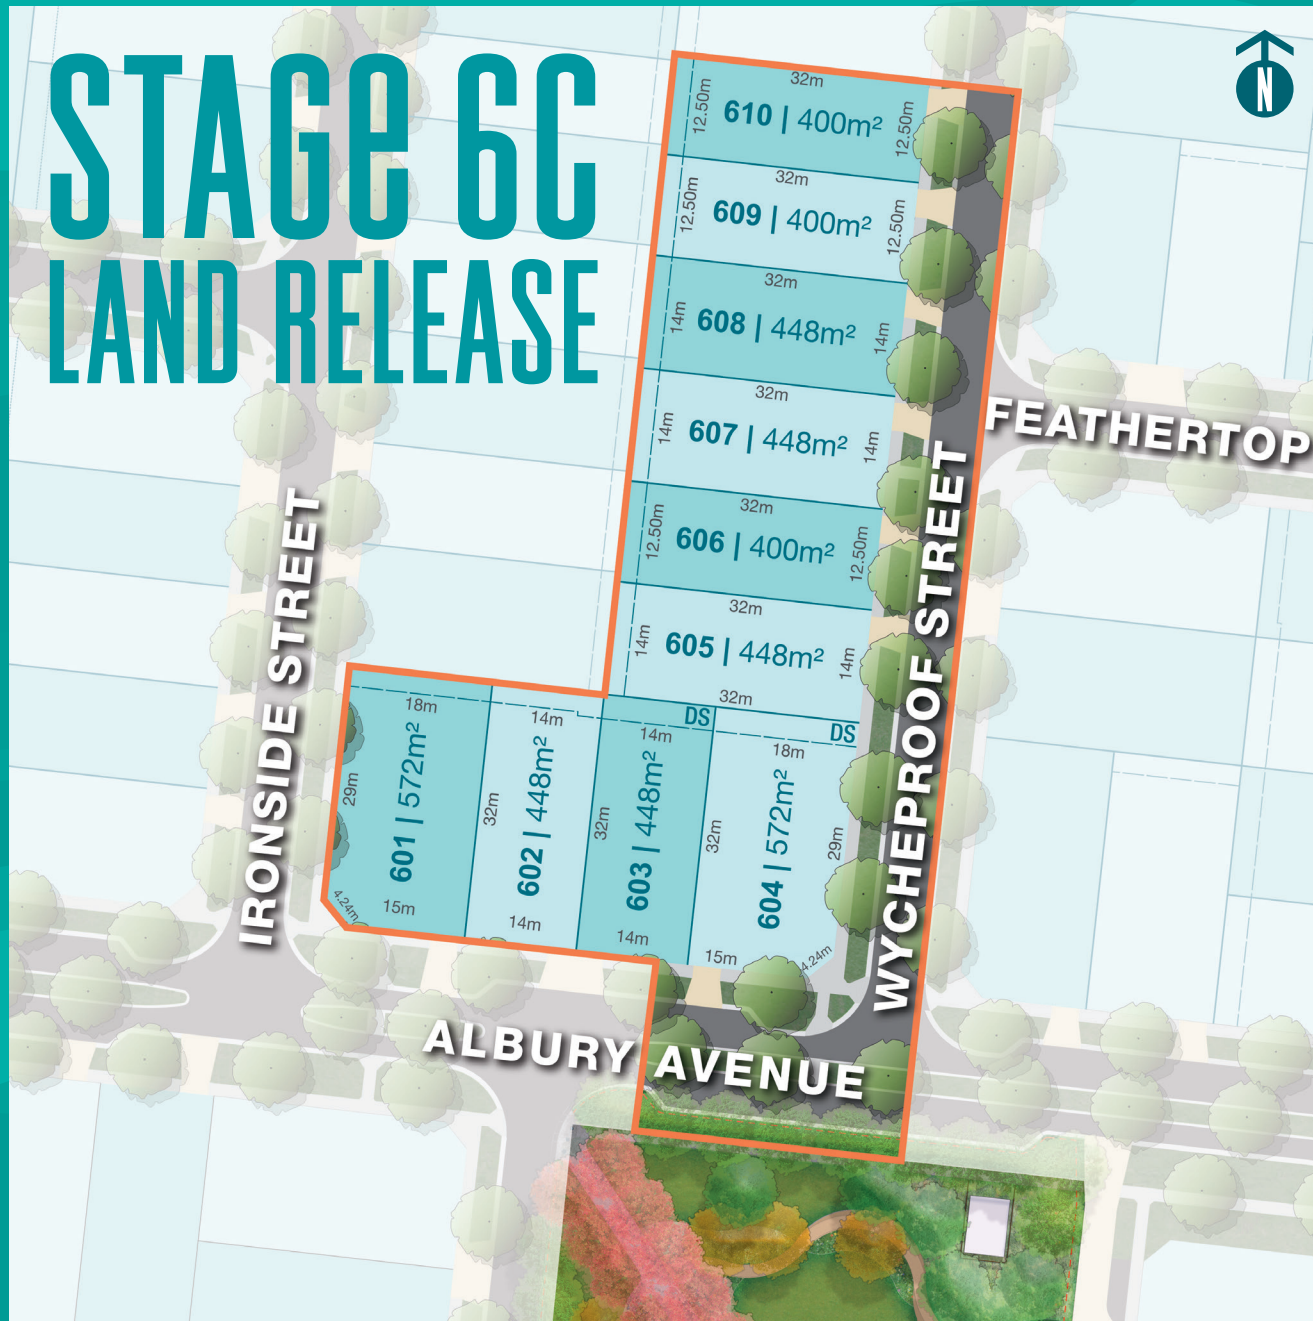 STAGE 6C
LAND RELEASE
N
32m
12.50m
610 | 400m²
12.50m
32m
12.50m
609 | 400m²
12.50m
32m
14m
608 | 448m²
14m
32m
14m
607 | 448m²
14m
32m
12.50m
606 | 400m²
12.50m
32m
14m
605 | 448m²
14m
32m
DS
DS
18m
14m
14m
18m
29m
601 | 572m²
32m
602 | 448m²
32m
603 | 448m²
32m
604 | 572m²
29m
4.24m
15m
14m
14m
15m
4.24m
IRONSIDE STREET
WYCHEPROOF STREET
FEATHERTOP
ALBURY AVENUE